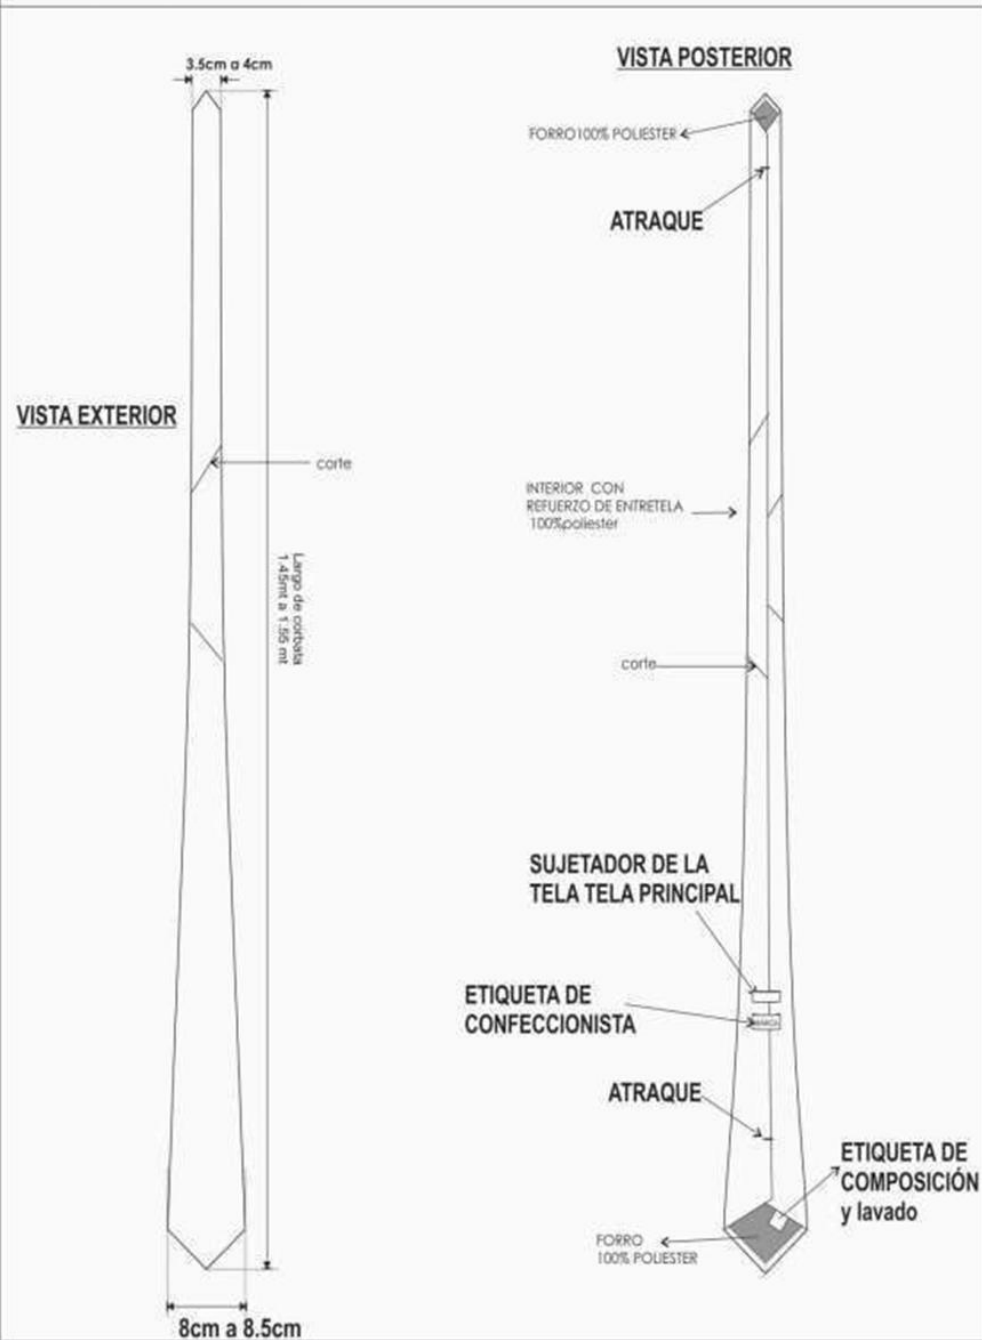 3.5cm a 4cm
VISTA EXTERIOR
corte
Largo de corbata
1.45mt a 1.55 mt
8cm a 8.5cm
VISTA POSTERIOR
FORRO100% POLIESTER
ATRAQUE
INTERIOR CON
REFUERZO DE ENTRETELA
100%poliester
corte
SUJETADOR DE LA
TELA TELA PRINCIPAL
ETIQUETA DE
CONFECCIONISTA
MARCA
ATRAQUE
ETIQUETA DE
COMPOSICIÓN
y lavado
FORRO
100% POLIESTER